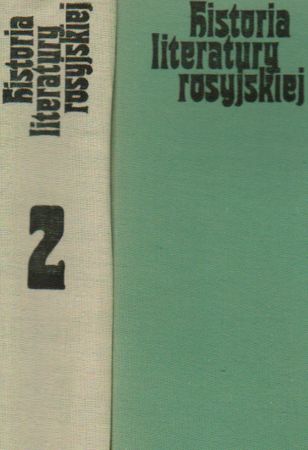 historia
literatury
rosyjskiej
2
historia
literatury
rosyjskiej